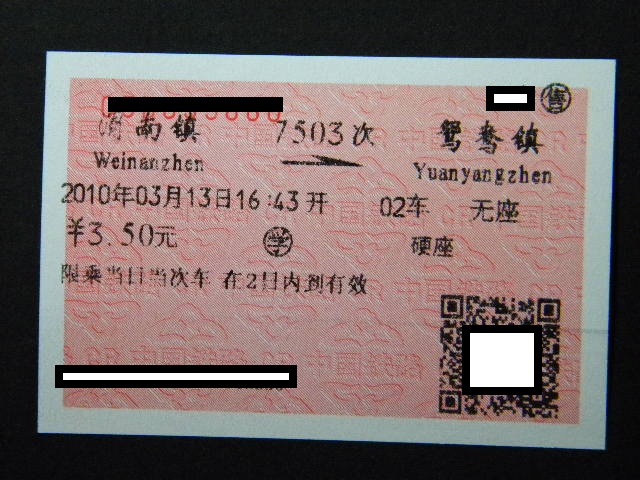 售
渭南镇 7503次 鸳鸯镇
Weinanzhen Yuanyangzhen
2010年03月13日16:43开 02车 无座
¥3.50元 学 硬座
限乘当日当次车 在2日内到有效